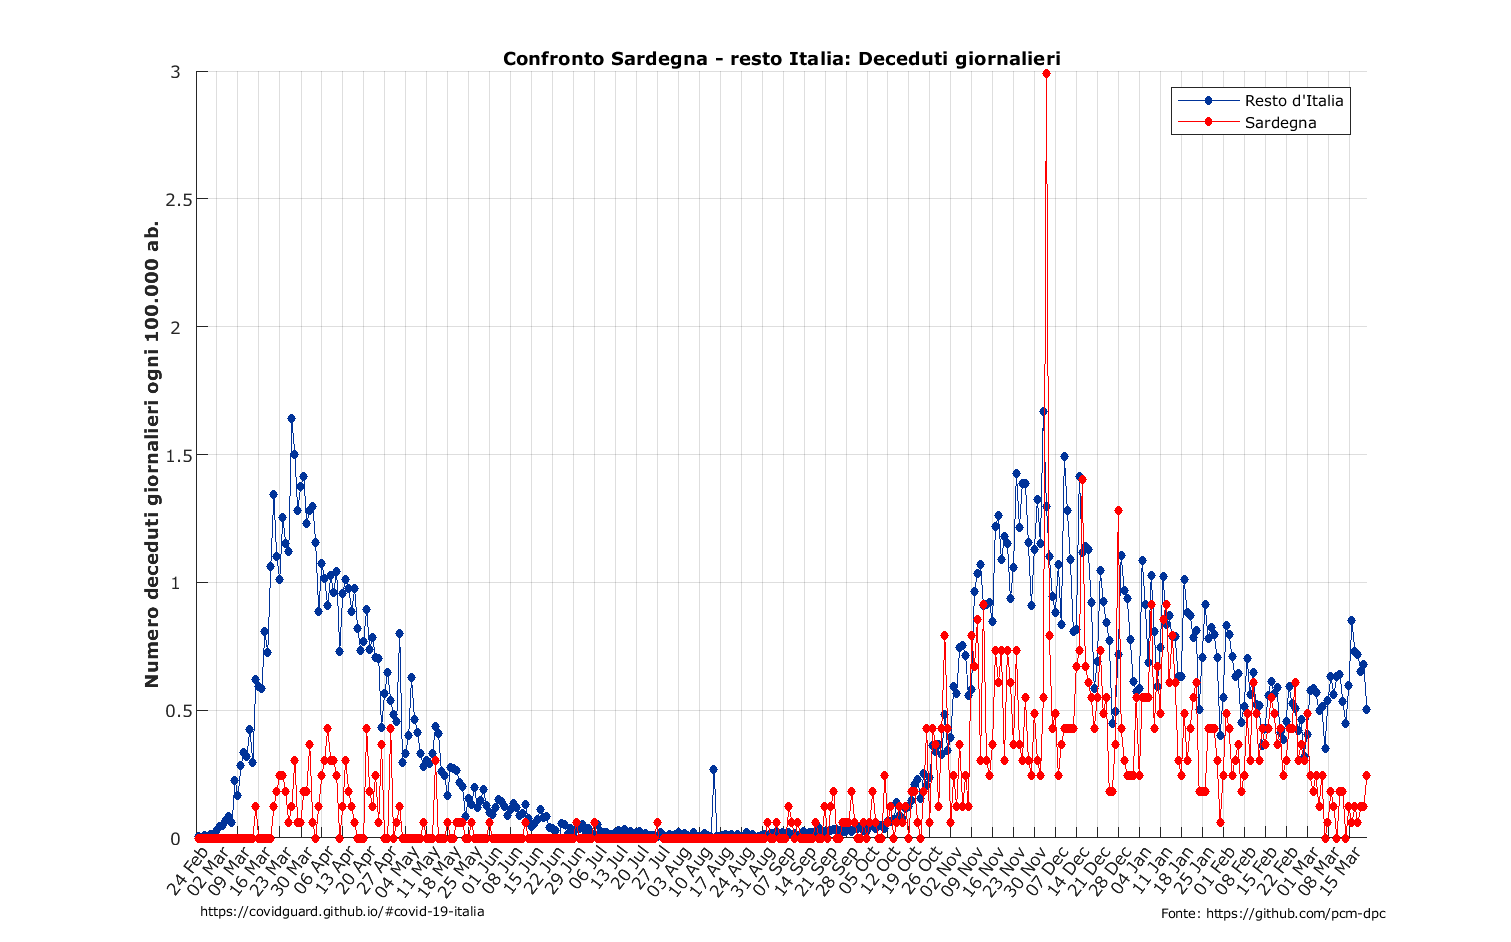 Confronto Sardegna - resto Italia: Deceduti giornalieri
Resto d'Italia
Sardegna
Numero deceduti giornalieri ogni 100.000 ab.
3
2.5
2
1.5
1
0.5
0
24 Feb
02 Mar
09 Mar
16 Mar
23 Mar
30 Mar
06 Apr
13 Apr
20 Apr
27 Apr
04 May
11 May
18 May
25 May
01 Jun
08 Jun
15 Jun
22 Jun
29 Jun
06 Jul
13 Jul
20 Jul
27 Jul
03 Aug
10 Aug
17 Aug
24 Aug
31 Aug
07 Sep
14 Sep
21 Sep
28 Sep
05 Oct
12 Oct
19 Oct
26 Oct
02 Nov
09 Nov
16 Nov
23 Nov
30 Nov
07 Dec
14 Dec
21 Dec
28 Dec
04 Jan
11 Jan
18 Jan
25 Jan
01 Feb
08 Feb
15 Feb
22 Feb
01 Mar
08 Mar
15 Mar
https://covidguard.github.io/#covid-19-italia
Fonte: https://github.com/pcm-dpc